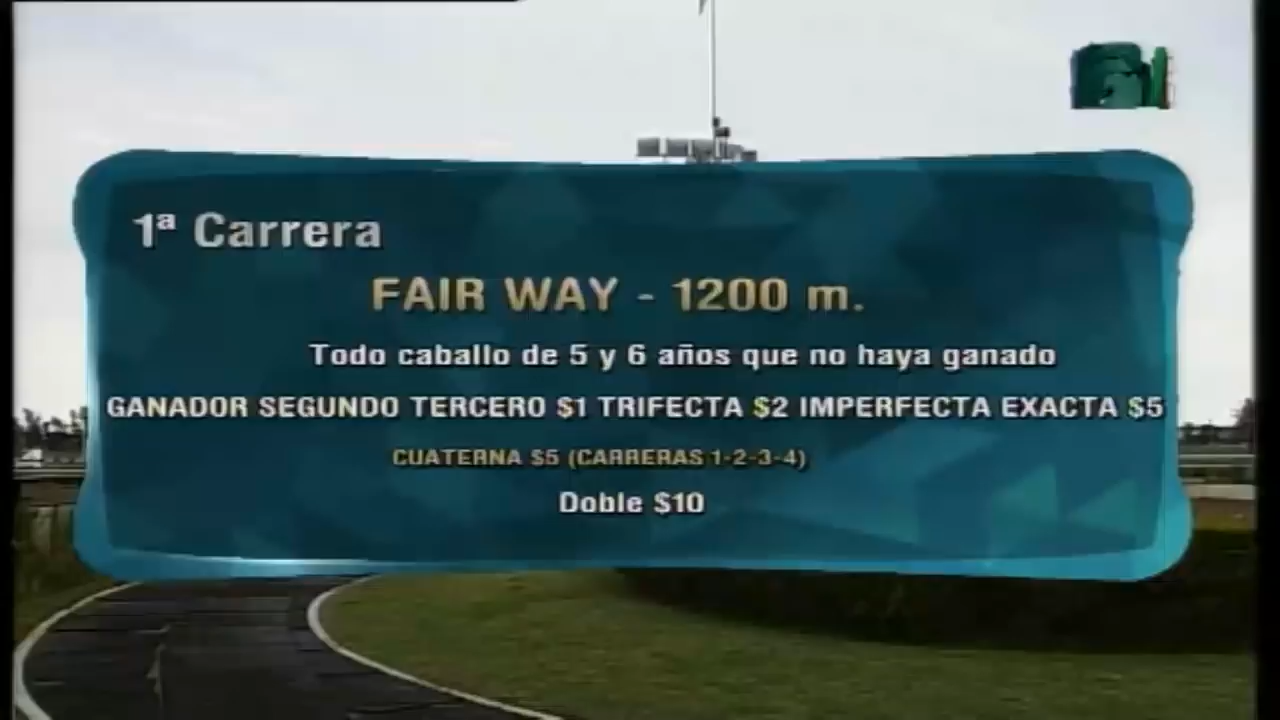 1ª Carrera
FAIR WAY - 1200 m.
Todo caballo de 5 y 6 años que no haya ganado
GANADOR SEGUNDO TERCERO $1 TRIFECTA $2 IMPERFECTA EXACTA $5
CUATERNA $5 (CARRERAS 1-2-3-4)
Doble $10